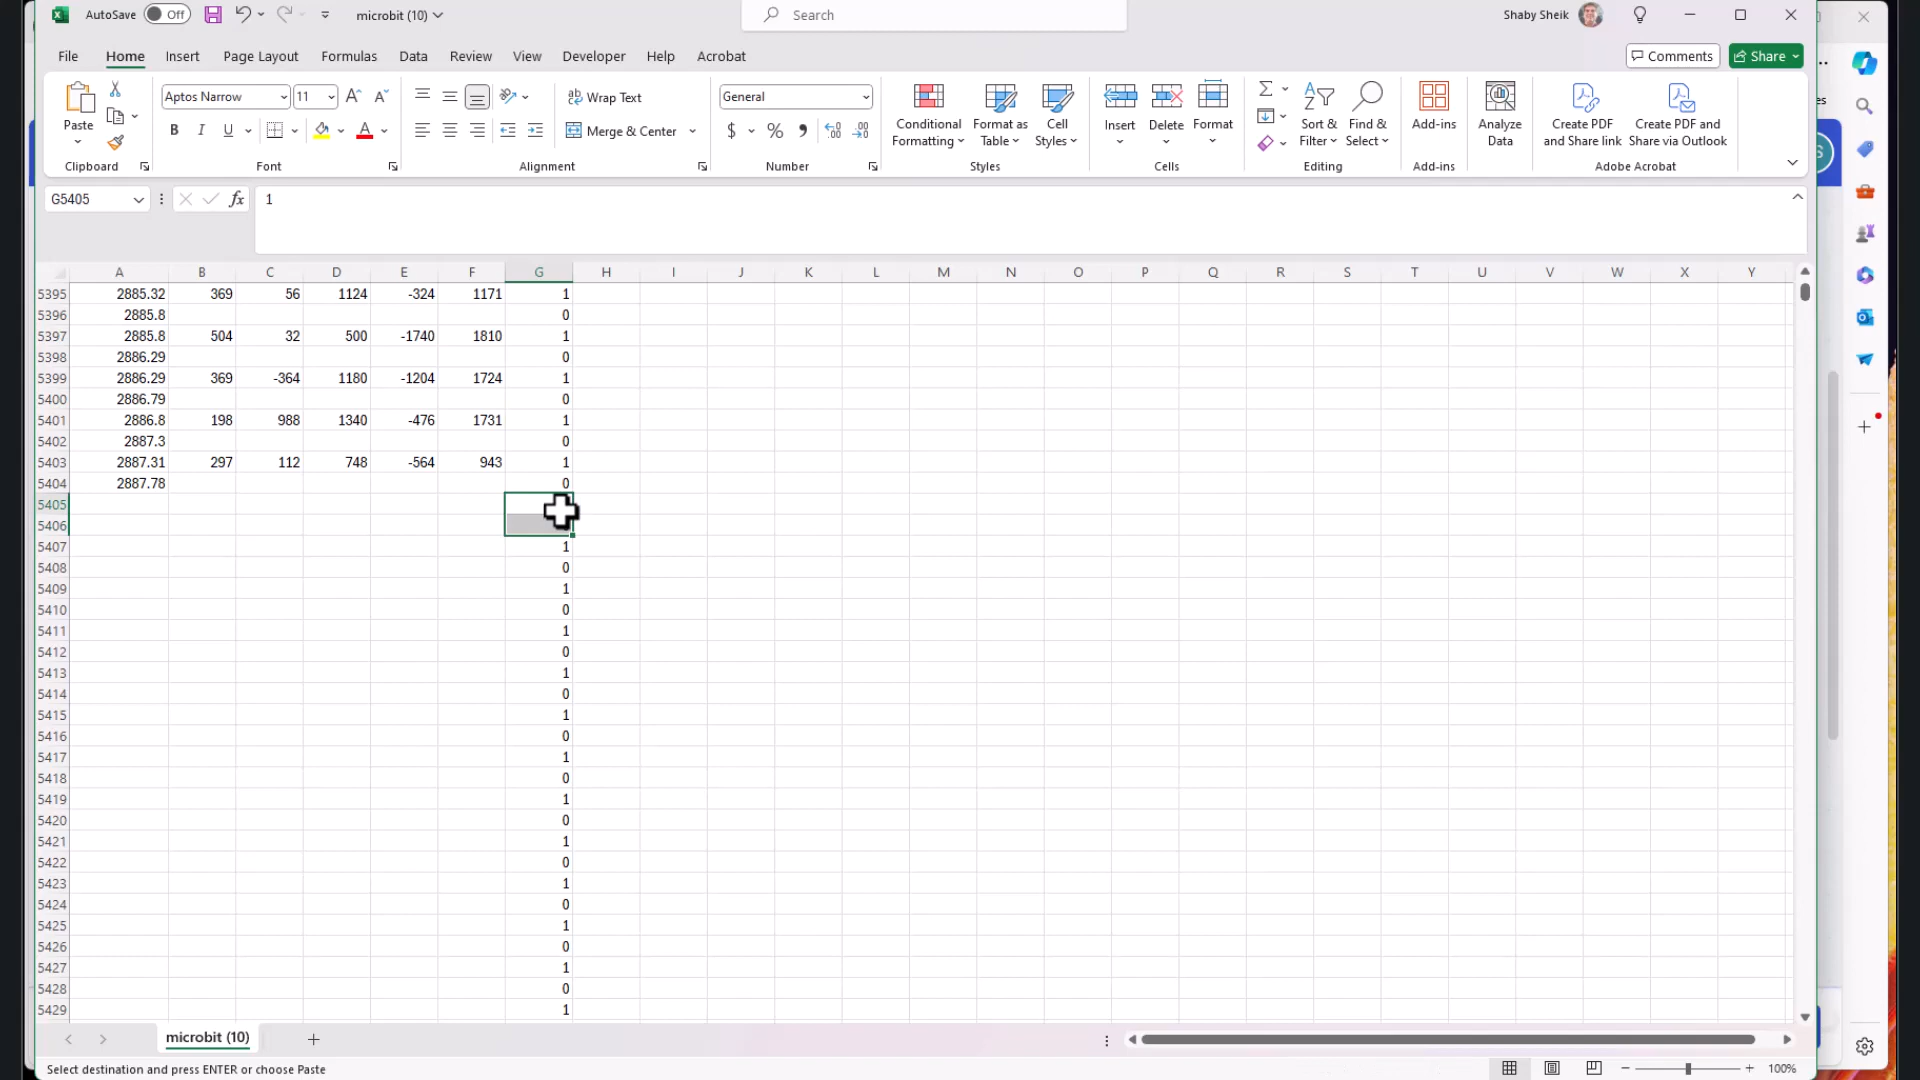 AutoSave Off microbit (10) Search Shaby Sheik
File Home Insert Page Layout Formulas Data Review View Developer Help Acrobat Comments Share
Paste Aptos Narrow 11 Wrap Text General Conditional Formatting Format as Table Cell Styles Insert Delete Format Sort & Filter Find & Select Add-ins Analyze Data Create PDF and Share link Create PDF and Share via Outlook
B I U A Merge & Center $ % ,
Clipboard Font Alignment Number Styles Cells Editing Add-ins Adobe Acrobat
G5405 fx 1
A B C D E F G H I J K L M N O P Q R S T U V W X Y
5395 2885.32 369 56 1124 -324 1171 1
5396 2885.8 0
5397 2885.8 504 32 500 -1740 1810 1
5398 2886.29 0
5399 2886.29 369 -364 1180 -1204 1724 1
5400 2886.79 0
5401 2886.8 198 988 1340 -476 1731 1
5402 2887.3 0
5403 2887.31 297 112 748 -564 943 1
5404 2887.78 0
5405
5406
5407 1
5408 0
5409 1
5410 0
5411 1
5412 0
5413 1
5414 0
5415 1
5416 0
5417 1
5418 0
5419 1
5420 0
5421 1
5422 0
5423 1
5424 0
5425 1
5426 0
5427 1
5428 0
5429 1
microbit (10)
Select destination and press ENTER or choose Paste 100%